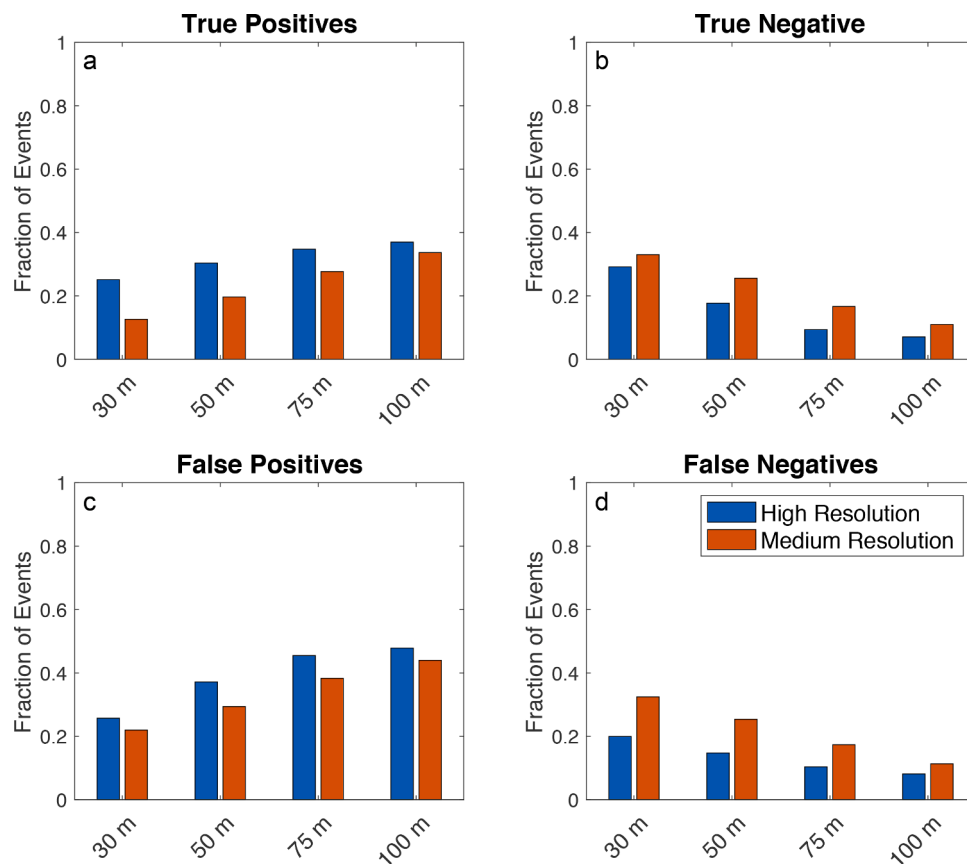 True Positives
a
Fraction of Events
1
0.8
0.6
0.4
0.2
0
30 m
50 m
75 m
100 m
True Negative
b
Fraction of Events
1
0.8
0.6
0.4
0.2
0
30 m
50 m
75 m
100 m
False Positives
c
Fraction of Events
1
0.8
0.6
0.4
0.2
0
30 m
50 m
75 m
100 m
False Negatives
d
High Resolution
Medium Resolution
Fraction of Events
1
0.8
0.6
0.4
0.2
0
30 m
50 m
75 m
100 m